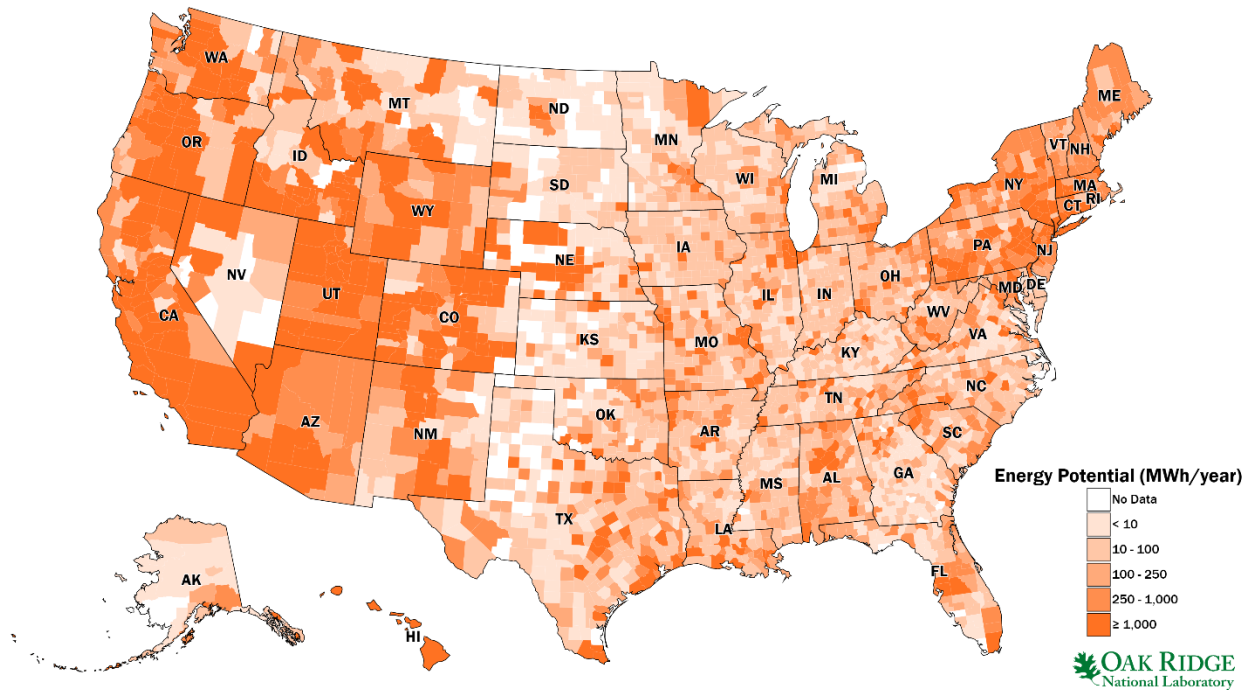 WA
MT
ND
MN
ME
OR
ID
SD
WI
MI
VT
NH
NY
MA
CT
RI
WY
IA
PA
NJ
NE
NV
UT
CO
IL
IN
OH
MD
DE
WV
VA
CA
KS
MO
KY
NC
TN
AZ
NM
OK
AR
SC
MS
AL
GA
TX
LA
FL
AK
HI
Energy Potential (MWh/year)
No Data
< 10
10 - 100
100 - 250
250 - 1,000
≥ 1,000
OAK RIDGE
National Laboratory